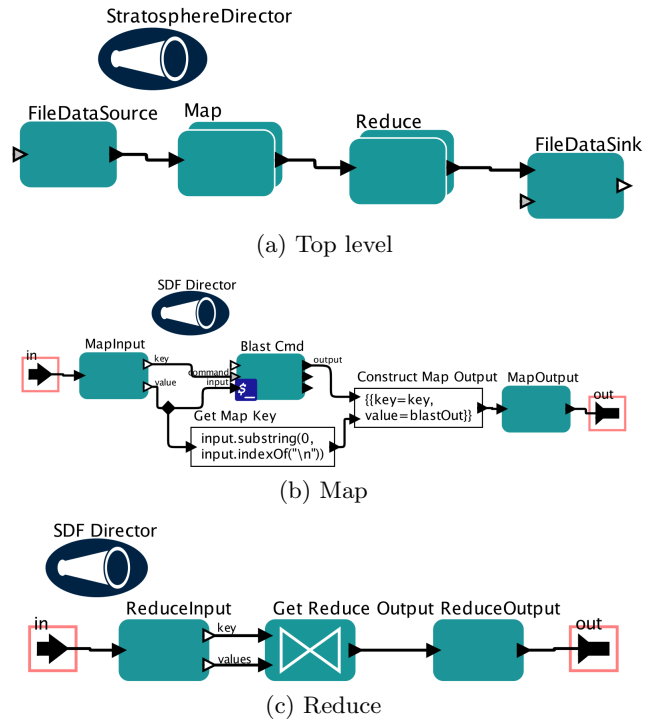 StratosphereDirector
FileDataSource
Map
Reduce
FileDataSink
(a) Top level
SDF Director
in
MapInput
key
value
Blast Cmd
command
input
output
$_
Get Map Key
input.substring(0,
input.indexOf("\n"))
Construct Map Output
{{key=key,
value=blastOut}}
MapOutput
out
(b) Map
SDF Director
in
ReduceInput
key
values
Get Reduce Output
ReduceOutput
out
(c) Reduce